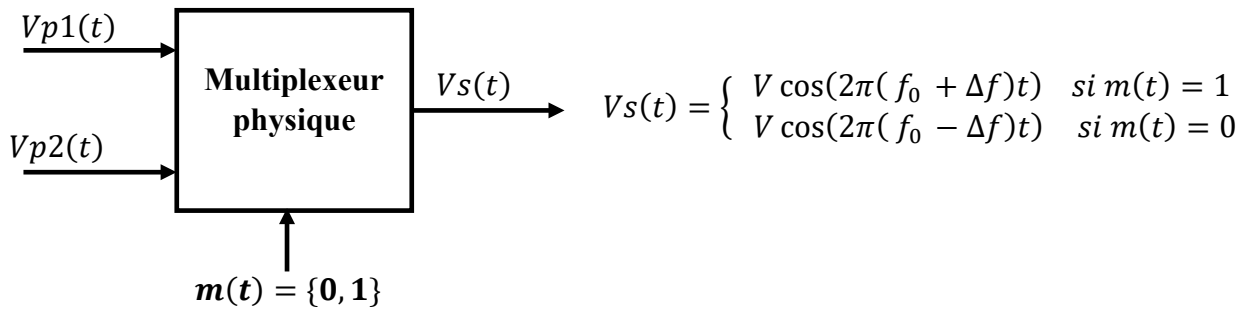 Vp1(t)
Multiplexeur
physique
Vs(t)
Vs(t) = { V cos(2π( f₀ + Δf)t) si m(t) = 1
V cos(2π( f₀ − Δf)t) si m(t) = 0
Vp2(t)
m(t) = {0, 1}